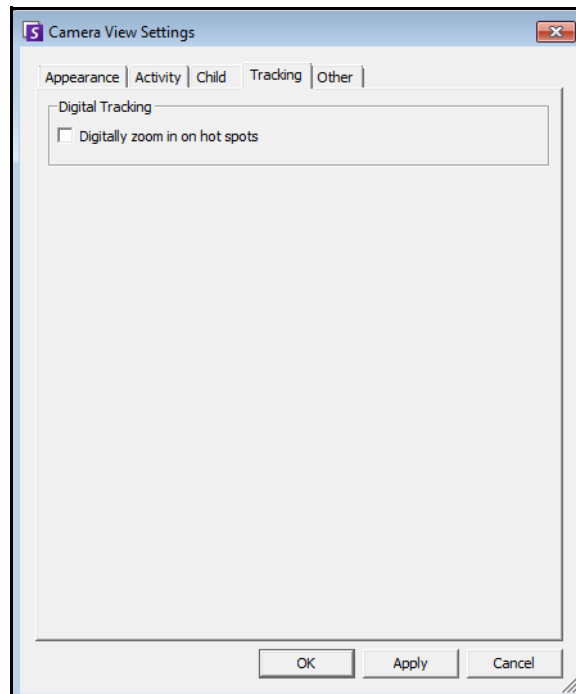 Camera View Settings
Appearance Activity Child Tracking Other
Digital Tracking
Digitally zoom in on hot spots
OK Apply Cancel